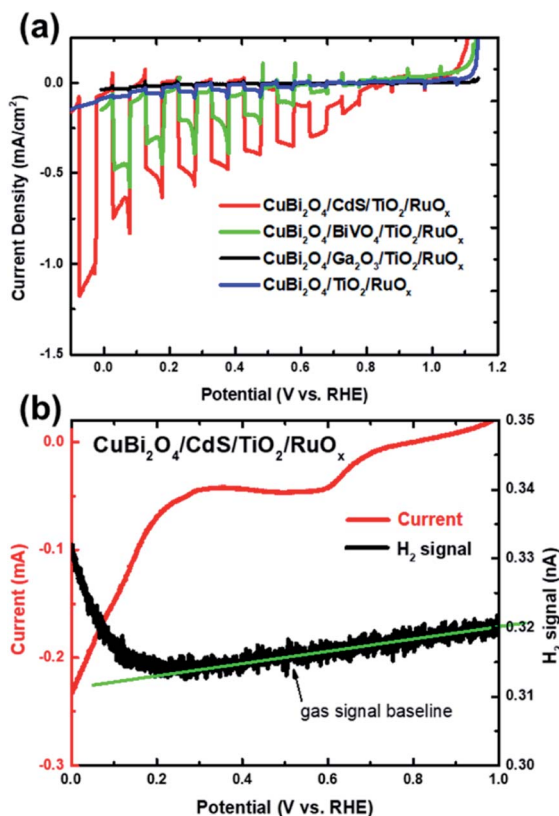 (a)
0.0
-0.5
-1.0
-1.5
Current Density (mA/cm²)
CuBi₂O₄/CdS/TiO₂/RuOₓ
CuBi₂O₄/BiVO₄/TiO₂/RuOₓ
CuBi₂O₄/Ga₂O₃/TiO₂/RuOₓ
CuBi₂O₄/TiO₂/RuOₓ
0.0 0.2 0.4 0.6 0.8 1.0 1.2
Potential (V vs. RHE)
(b)
CuBi₂O₄/CdS/TiO₂/RuOₓ
0.0
-0.1
-0.2
-0.3
Current (mA)
Current
H₂ signal
gas signal baseline
0.35
0.34
0.33
0.32
0.31
0.30
H₂ signal (nA)
0.0 0.2 0.4 0.6 0.8 1.0
Potential (V vs. RHE)